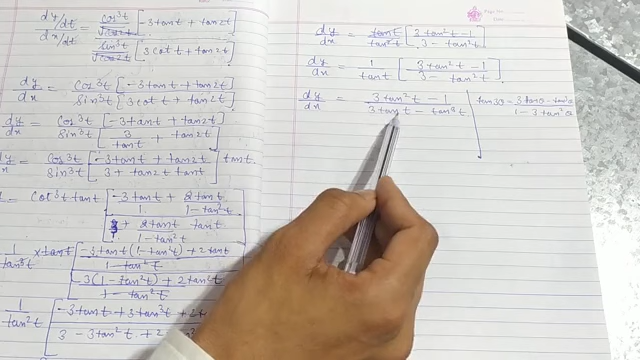 dy/dt / dx/dt = cos³t/√cos2t [-3tant + tan2t] / sin³t/√cos2t [3cott + tan2t]
dy/dx = cos³t [-3tant + tan2t] / sin³t [3cott + tan2t]
dy/dx = cos³t [-3tant + tan2t] / sin³t [3/tant + tan2t]
= cos³t/sin³t [-3tant + tan2t / 3 + tan2t tant] tant.
= cot³t tant [-3tant/1 + 2tant/1-tan²t / 3 + 2tant tant/1-tan²t]
1/tan³t × tant [-3tant(1-tan²t) + 2tant / 1-tan²t / 3(1-tan²t) + 2tan²t / 1-tan²t]
1/tan²t [-3tant + 3tan³t + 2t / 3 - 3tan²t + 2
dy/dx = tant/tan²t [3tan²t - 1 / 3 - tan²t]
dy/dx = 1/tant [3tan²t - 1 / 3 - tan²t]
dy/dx = 3tan²t - 1 / 3tant - tan³t
tan3θ = 3tanθ - tan³θ / 1 - 3tan²θ